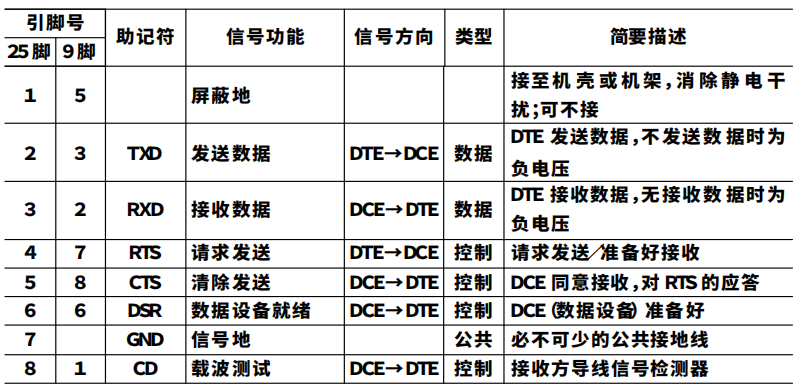 引脚号 助记符 信号功能 信号方向 类型 简要描述
25脚 9脚
1 5 屏蔽地 接至机壳或机架,消除静电干
扰;可不接
2 3 TXD 发送数据 DTE→DCE 数据 DTE 发送数据,不发送数据时为
负电压
3 2 RXD 接收数据 DCE→DTE 数据 DTE 接收数据,无接收数据时为
负电压
4 7 RTS 请求发送 DTE→DCE 控制 请求发送/准备好接收
5 8 CTS 清除发送 DCE→DTE 控制 DCE 同意接收,对 RTS 的应答
6 6 DSR 数据设备就绪 DCE→DTE 控制 DCE(数据设备)准备好
7 GND 信号地 公共 必不可少的公共接地线
8 1 CD 载波测试 DCE→DTE 控制 接收方导线信号检测器